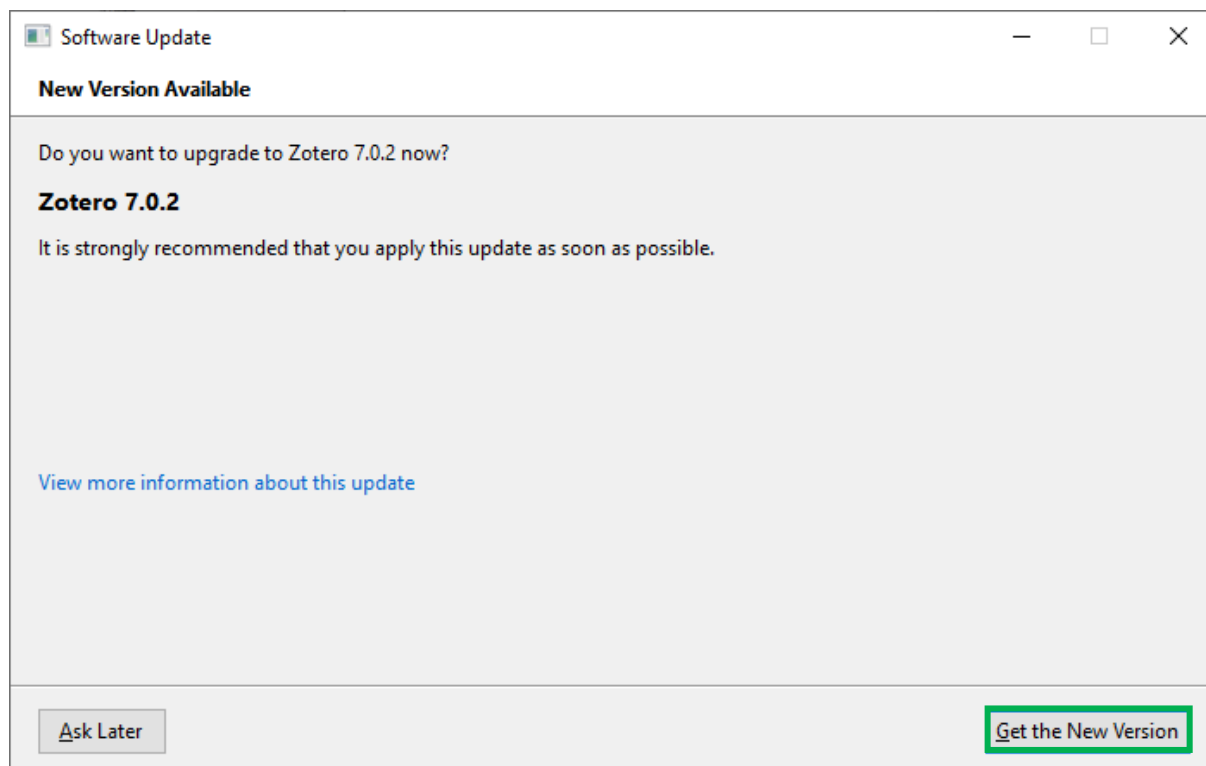 Software Update
New Version Available
Do you want to upgrade to Zotero 7.0.2 now?
Zotero 7.0.2
It is strongly recommended that you apply this update as soon as possible.
View more information about this update
Ask Later
Get the New Version